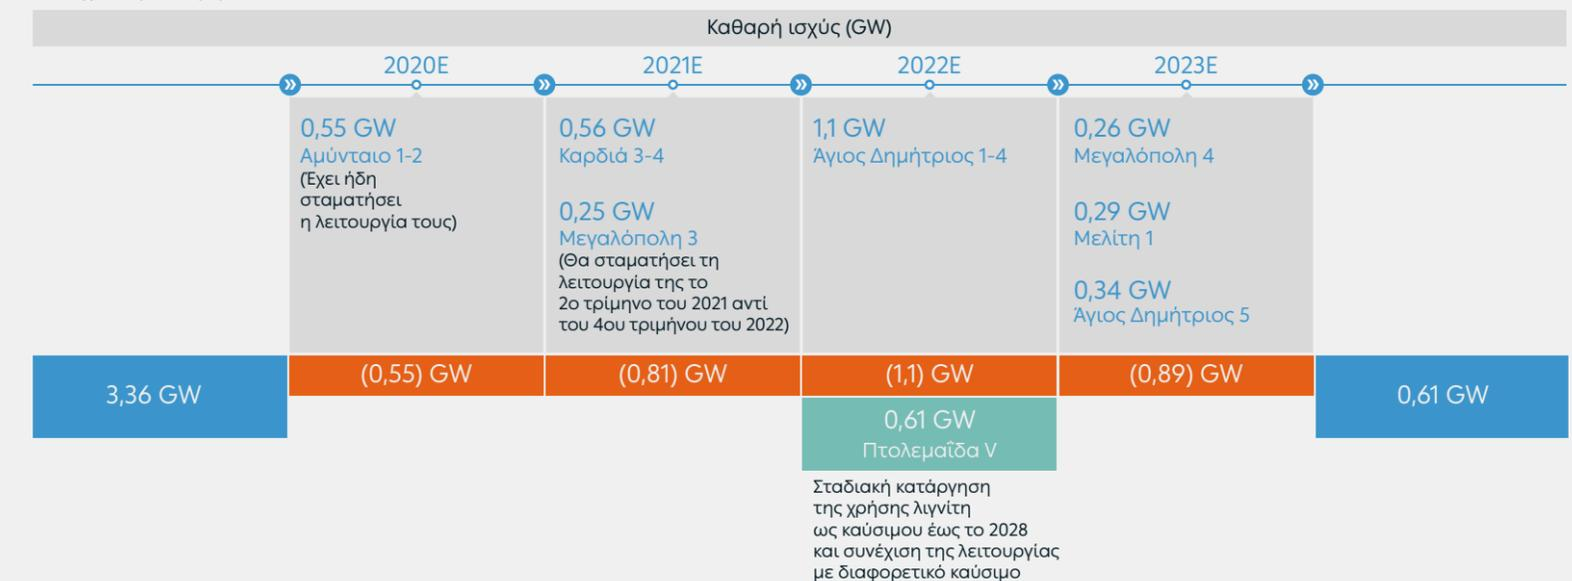 Καθαρή ισχύς (GW)
2020E
2021E
2022E
2023E
0,55 GW
Αμύνταιο 1-2
(Έχει ήδη
σταματήσει
η λειτουργία τους)
0,56 GW
Καρδιά 3-4
0,25 GW
Μεγαλόπολη 3
(Θα σταματήσει τη
λειτουργία της το
2ο τρίμηνο του 2021 αντί
του 4ου τριμήνου του 2022)
1,1 GW
Άγιος Δημήτριος 1-4
0,26 GW
Μεγαλόπολη 4
0,29 GW
Μελίτη 1
0,34 GW
Άγιος Δημήτριος 5
3,36 GW
(0,55) GW
(0,81) GW
(1,1) GW
(0,89) GW
0,61 GW
0,61 GW
Πτολεμαΐδα V
Σταδιακή κατάργηση
της χρήσης λιγνίτη
ως καύσιμου έως το 2028
και συνέχιση της λειτουργίας
με διαφορετικό καύσιμο